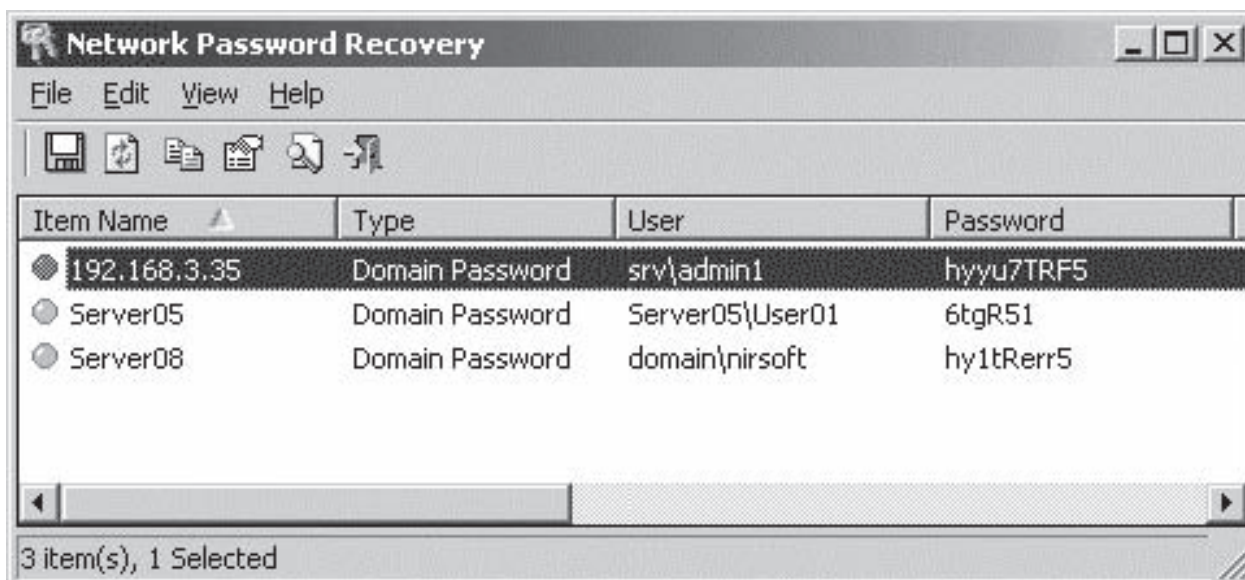 Network Password Recovery
File Edit View Help
Item Name Type User Password
192.168.3.35 Domain Password srv\admin1 hyyu7TRF5
Server05 Domain Password Server05\User01 6tgR51
Server08 Domain Password domain\nirsoft hy1tRerr5
3 item(s), 1 Selected